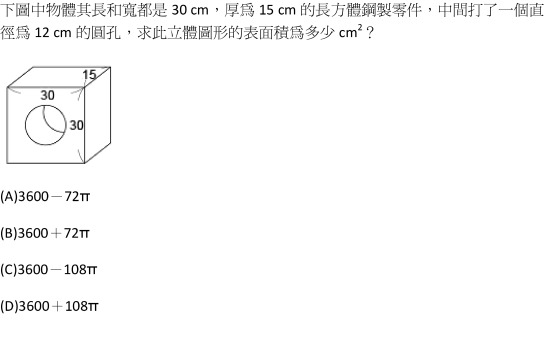 下圖中物體其長和寬都是 30 cm，厚爲 15 cm 的長方體鋼製零件，中間打了一個直
徑爲 12 cm 的圓孔，求此立體圖形的表面積爲多少 cm²？
15
30
30
(A)3600－72π
(B)3600＋72π
(C)3600－108π
(D)3600＋108π